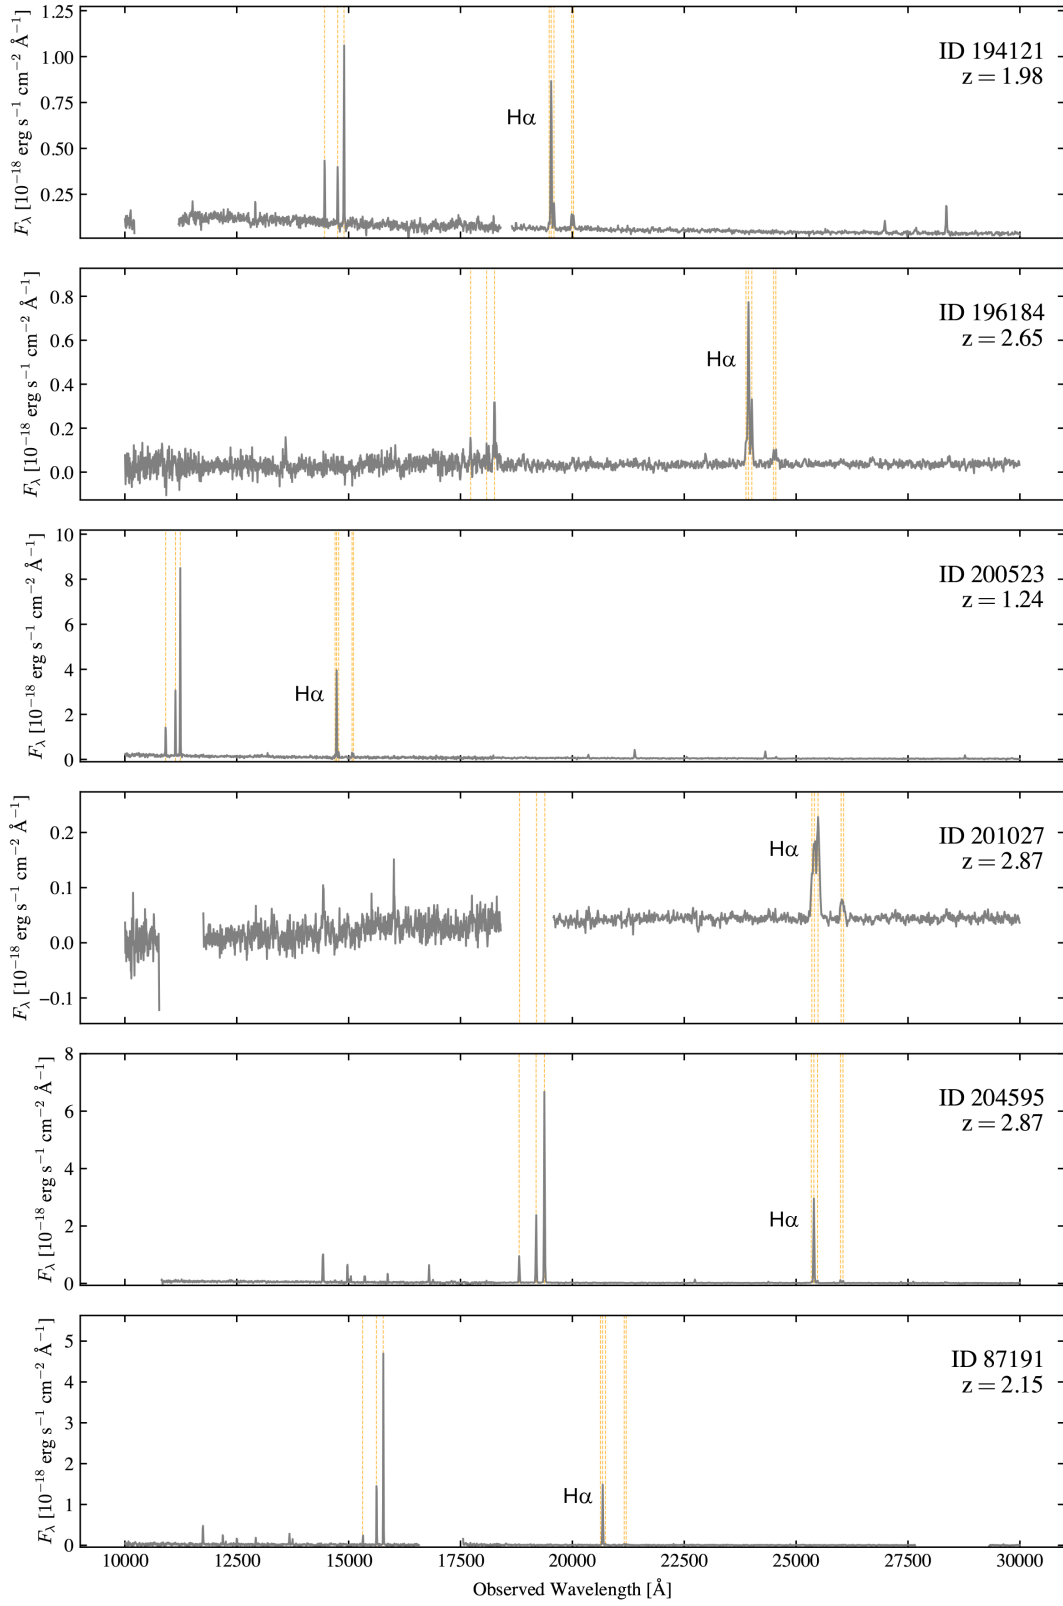 1.25
1.00
0.75
0.50
0.25
F_λ [10⁻¹⁸ erg s⁻¹ cm⁻² Å⁻¹]
Hα
ID 194121
z = 1.98
0.8
0.6
0.4
0.2
0.0
F_λ [10⁻¹⁸ erg s⁻¹ cm⁻² Å⁻¹]
Hα
ID 196184
z = 2.65
10
8
6
4
2
0
F_λ [10⁻¹⁸ erg s⁻¹ cm⁻² Å⁻¹]
Hα
ID 200523
z = 1.24
0.2
0.1
0.0
−0.1
F_λ [10⁻¹⁸ erg s⁻¹ cm⁻² Å⁻¹]
Hα
ID 201027
z = 2.87
8
6
4
2
0
F_λ [10⁻¹⁸ erg s⁻¹ cm⁻² Å⁻¹]
Hα
ID 204595
z = 2.87
5
4
3
2
1
0
F_λ [10⁻¹⁸ erg s⁻¹ cm⁻² Å⁻¹]
Hα
ID 87191
z = 2.15
10000 12500 15000 17500 20000 22500 25000 27500 30000
Observed Wavelength [Å]